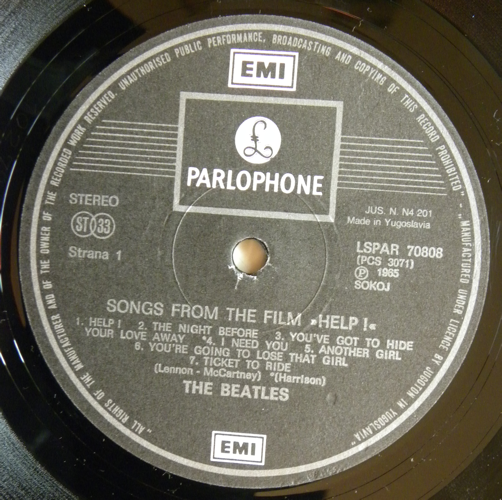 "ALL RIGHTS OF THE MANUFACTURER AND OF THE OWNER OF THE RECORDED WORK RESERVED. UNAUTHORISED PUBLIC PERFORMANCE, BROADCASTING AND COPYING OF THIS RECORD PROHIBITED" - "MANUFACTURED UNDER LICENCE BY JUGOTON IN YUGOSLAVIA"
EMI
£
PARLOPHONE
STEREO
ST 33
Strana 1
JUS. N. N4 201
Made in Yugoslavia
LSPAR 70808
(PCS 3071)
Ⓟ 1965
SOKOJ
SONGS FROM THE FILM »HELP !«
1. HELP ! 2. THE NIGHT BEFORE 3. YOU'VE GOT TO HIDE
YOUR LOVE AWAY *4. I NEED YOU 5. ANOTHER GIRL
6. YOU'RE GOING TO LOSE THAT GIRL
7. TICKET TO RIDE
(Lennon - McCartney) *(Harrison)
THE BEATLES
EMI